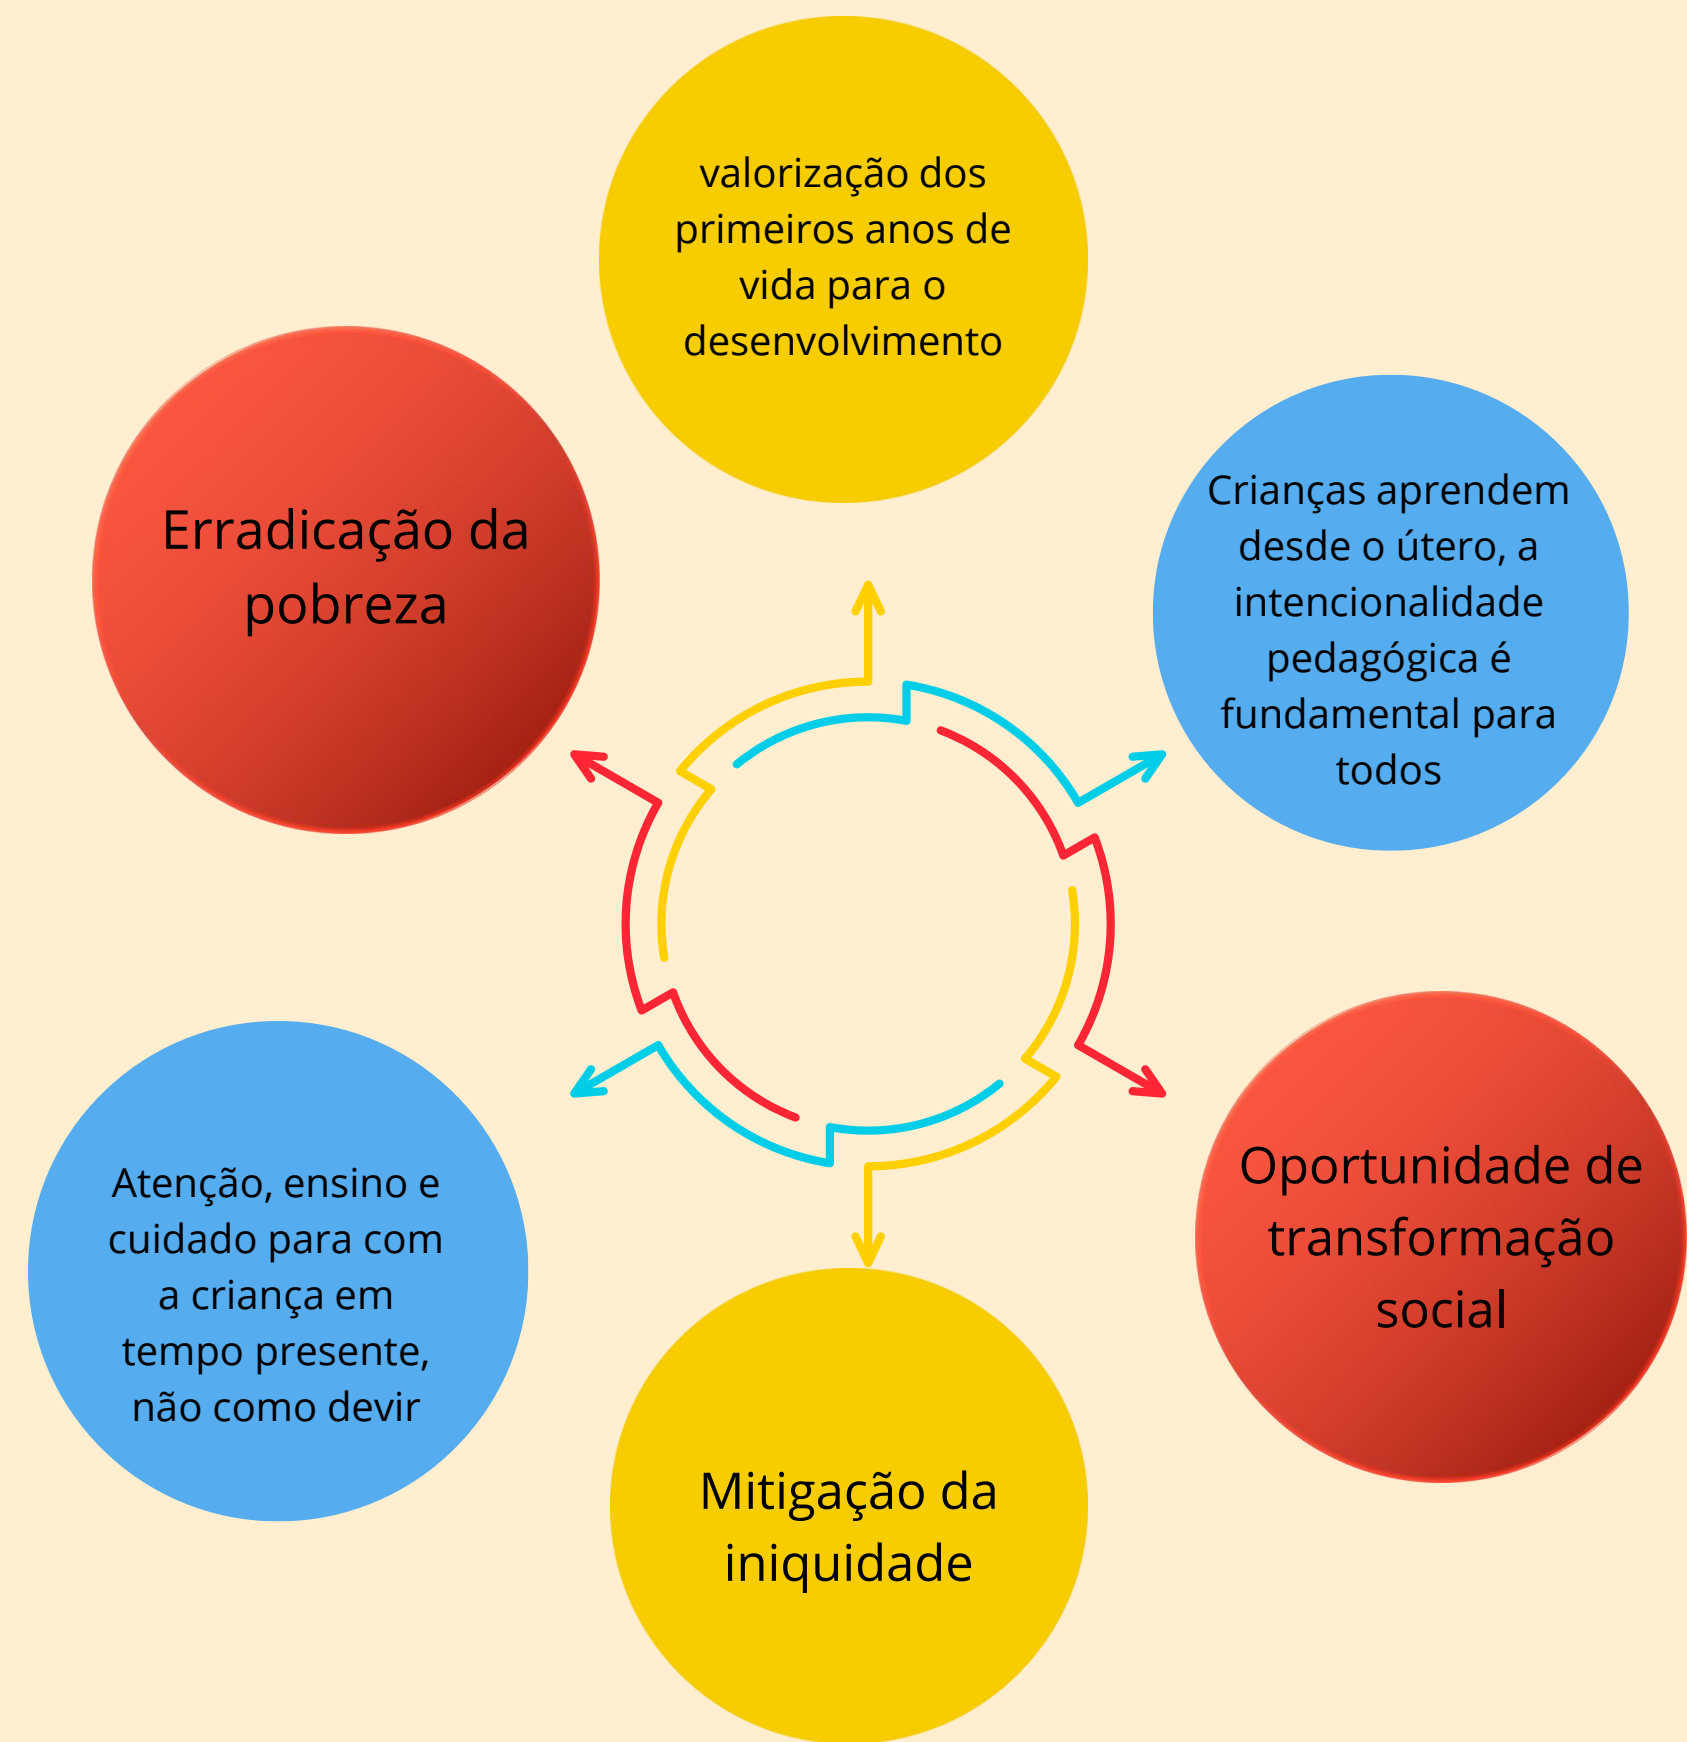 valorização dos
primeiros anos de
vida para o
desenvolvimento
Crianças aprendem
desde o útero, a
intencionalidade
pedagógica é
fundamental para
todos
Oportunidade de
transformação
social
Mitigação da
iniquidade
Atenção, ensino e
cuidado para com
a criança em
tempo presente,
não como devir
Erradicação da
pobreza